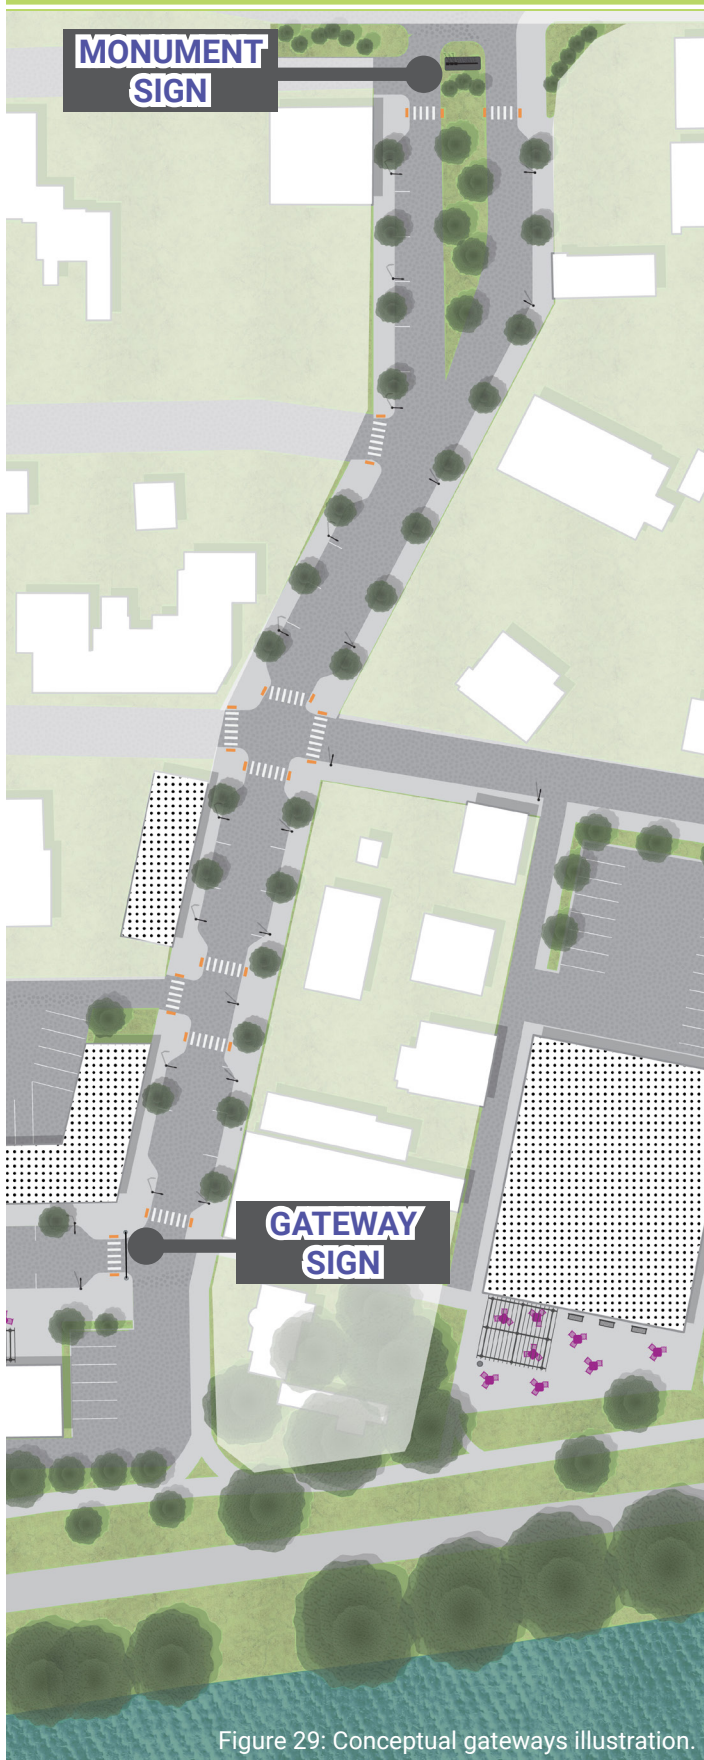 MONUMENT
SIGN
GATEWAY
SIGN
Figure 29: Conceptual gateways illustration.